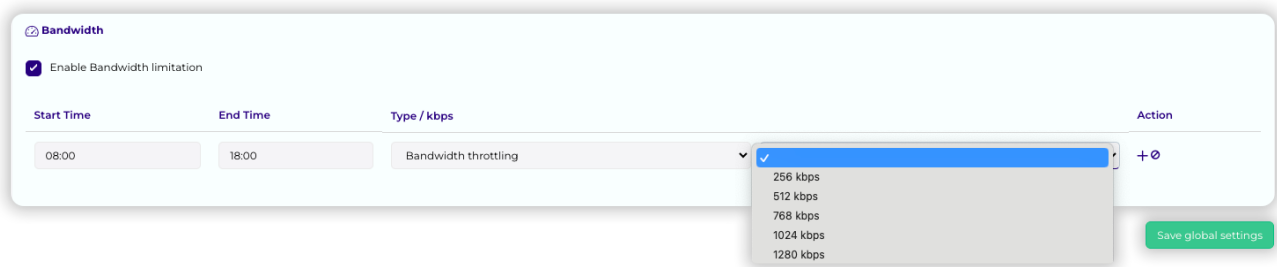 Bandwidth
Enable Bandwidth limitation
Start Time End Time Type / kbps Action
08:00 18:00 Bandwidth throttling
256 kbps
512 kbps
768 kbps
1024 kbps
1280 kbps
Save global settings